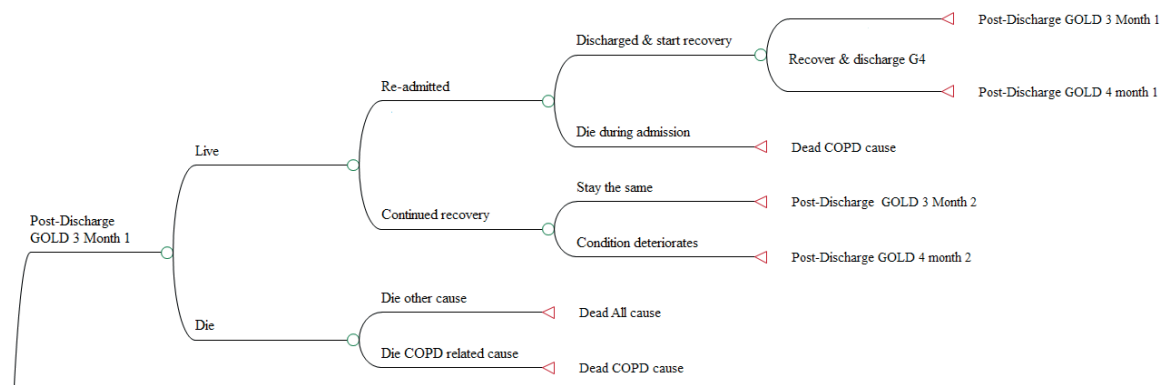 Post-Discharge GOLD 3 Month 1
Discharged & start recovery
Recover & discharge G4
Re-admitted
Post-Discharge GOLD 4 month 1
Die during admission
Dead COPD cause
Live
Stay the same
Post-Discharge  GOLD 3 Month 2
Continued recovery
Post-Discharge
GOLD 3 Month 1
Condition deteriorates
Post-Discharge GOLD 4 month 2
Die other cause
Dead All cause
Die
Die COPD related cause
Dead COPD cause